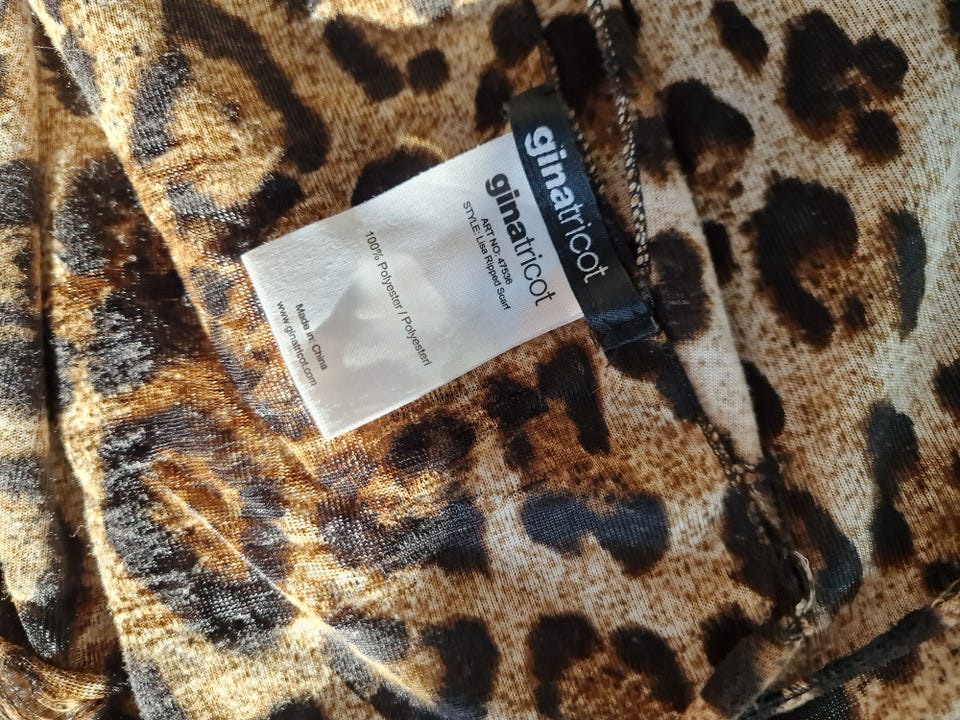 ginatricot
ginatricot
ART NO: 47536
STYLE: Lisa Ripped Scarf
100% Polyester / Polyesteri
Made in: China
www.ginatricot.com